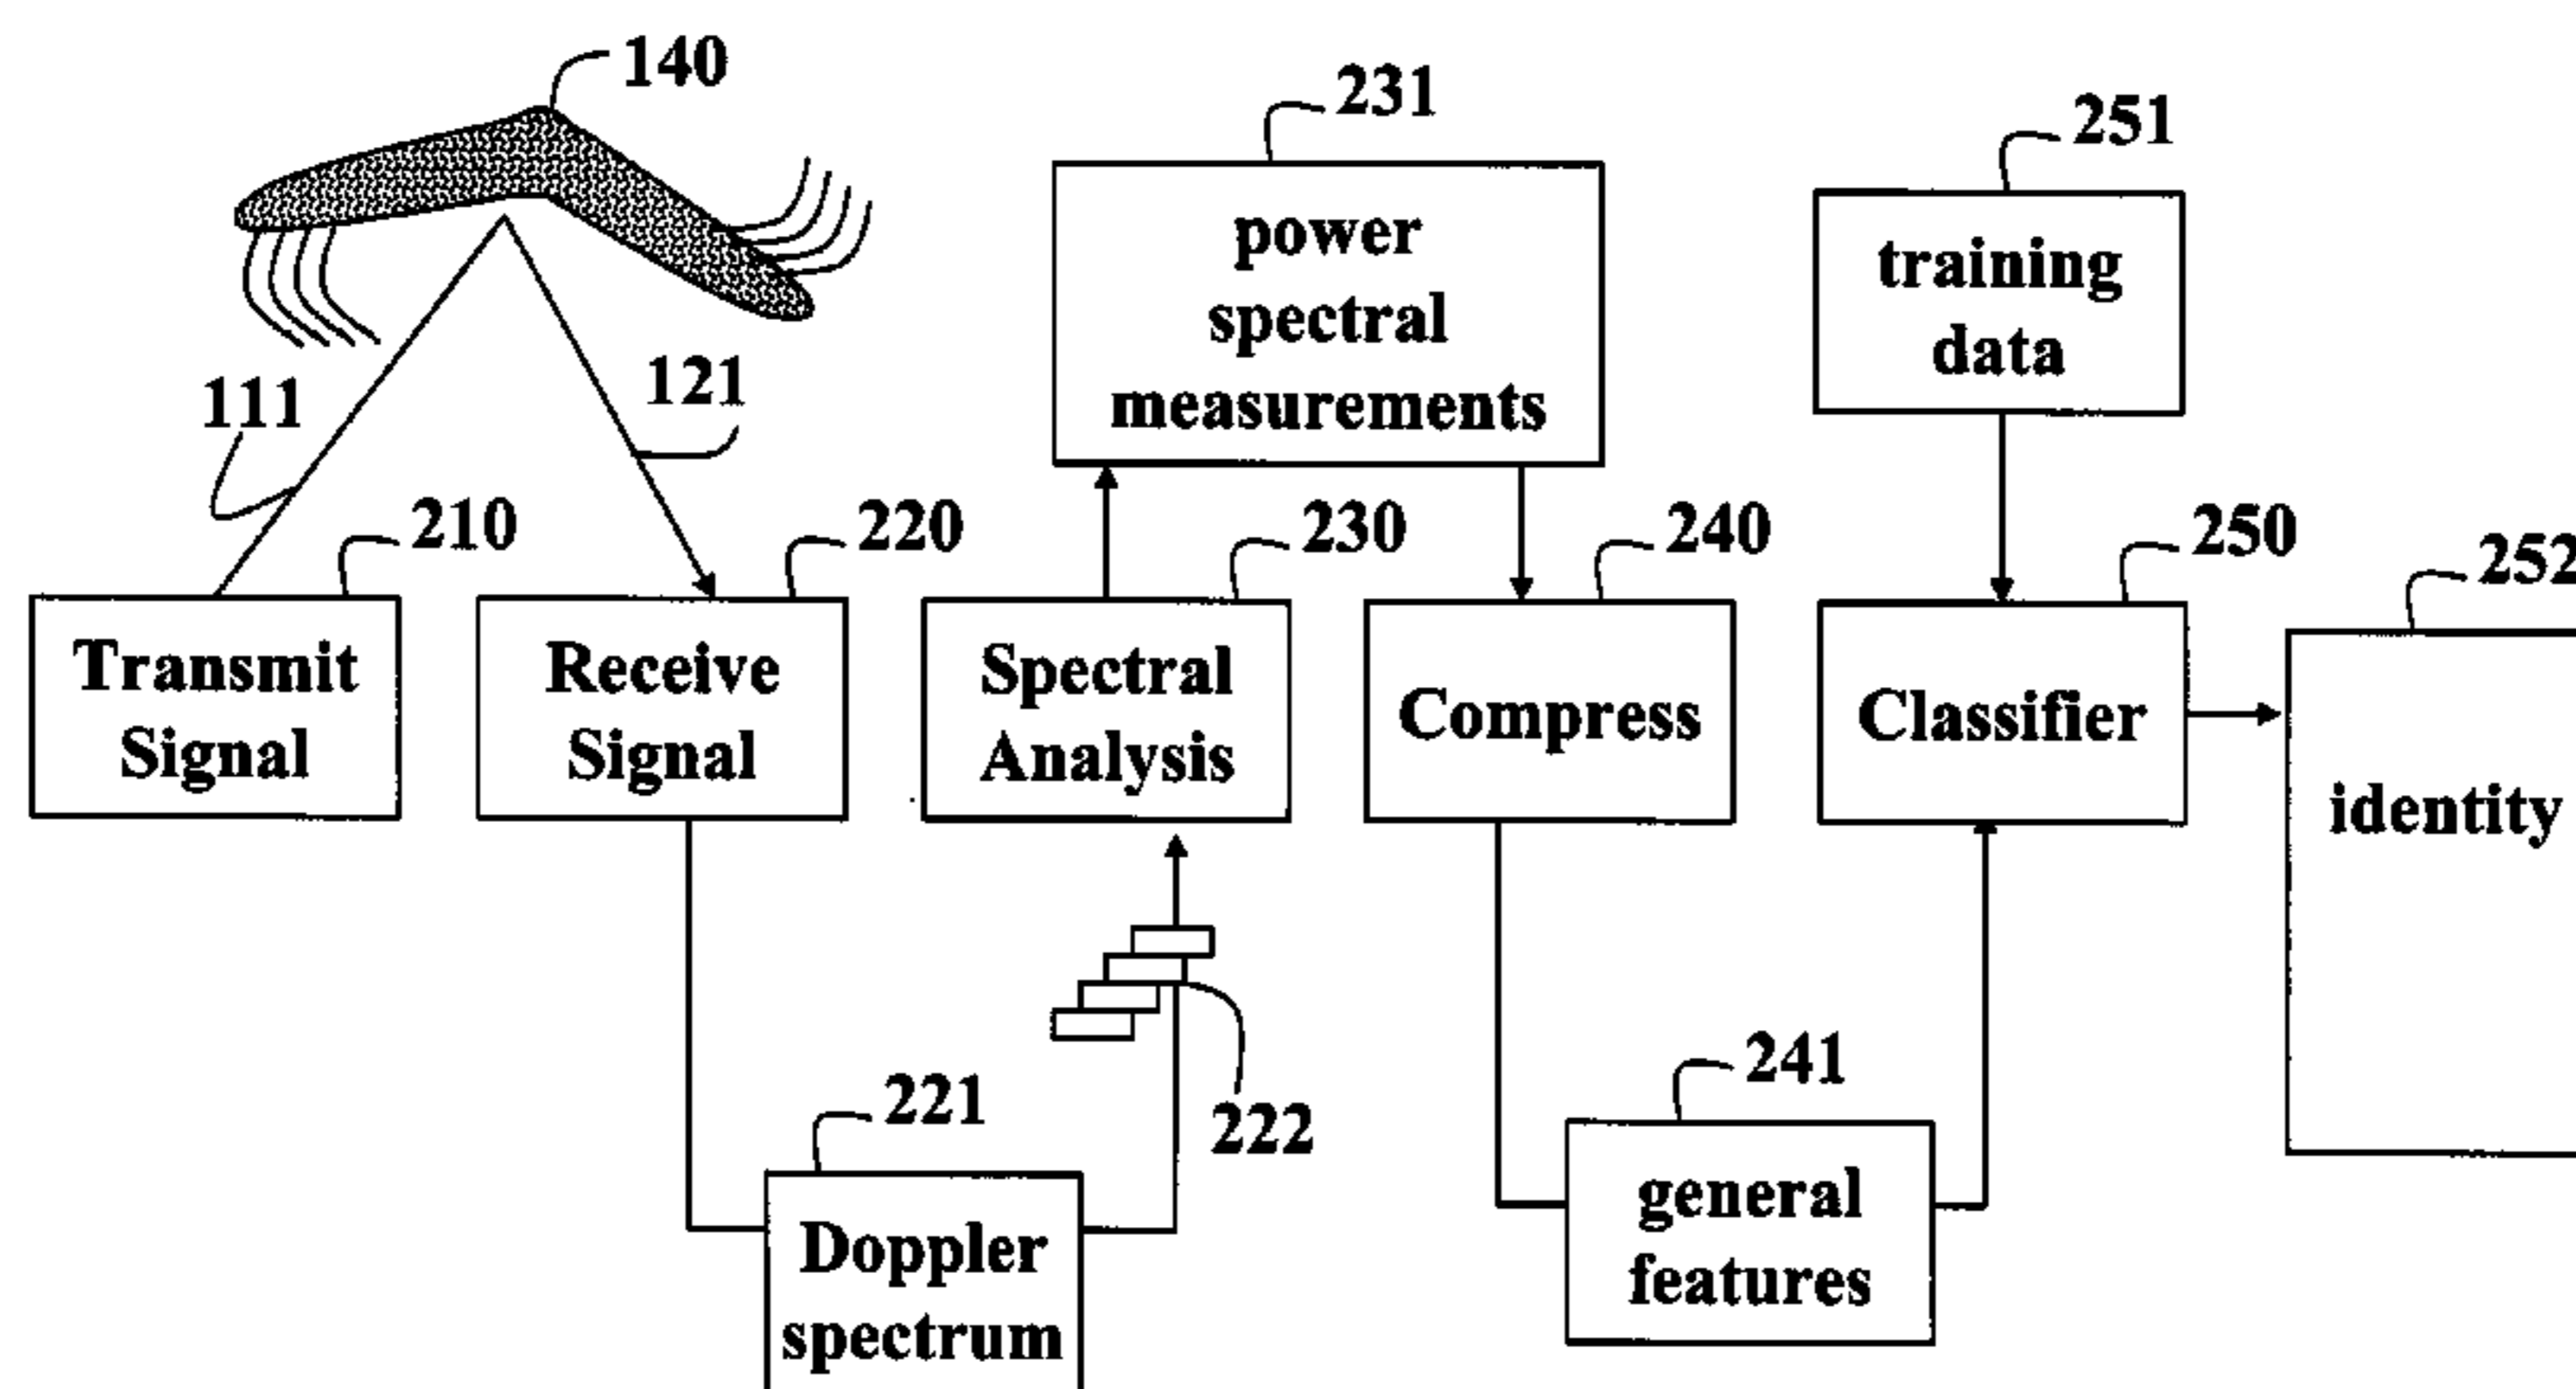 140
231
251
power
spectral
measurements
training
data
111
121
210
220
230
240
250
252
Transmit
Signal
Receive
Signal
Spectral
Analysis
Compress
Classifier
identity
221
222
241
Doppler
spectrum
general
features